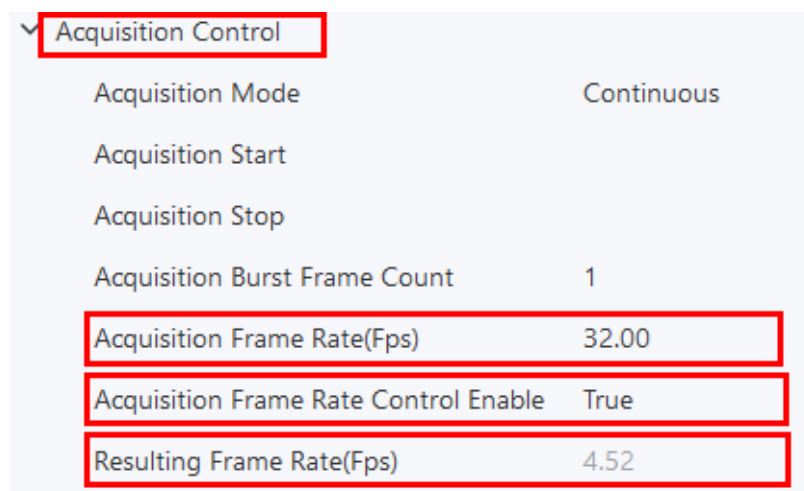 Acquisition Control
Acquisition Mode Continuous
Acquisition Start
Acquisition Stop
Acquisition Burst Frame Count 1
Acquisition Frame Rate(Fps) 32.00
Acquisition Frame Rate Control Enable True
Resulting Frame Rate(Fps) 4.52